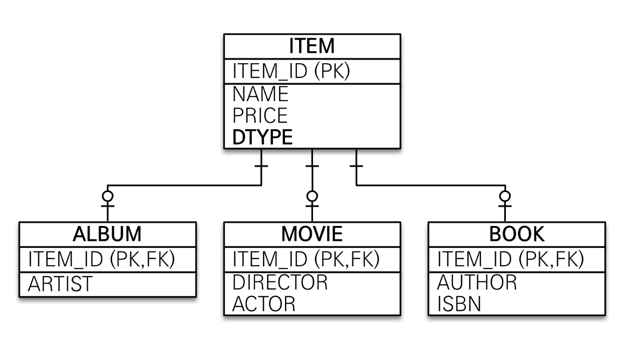 ITEM
ITEM_ID (PK)
NAME
PRICE
DTYPE
ALBUM
ITEM_ID (PK,FK)
ARTIST
MOVIE
ITEM_ID (PK,FK)
DIRECTOR
ACTOR
BOOK
ITEM_ID (PK,FK)
AUTHOR
ISBN